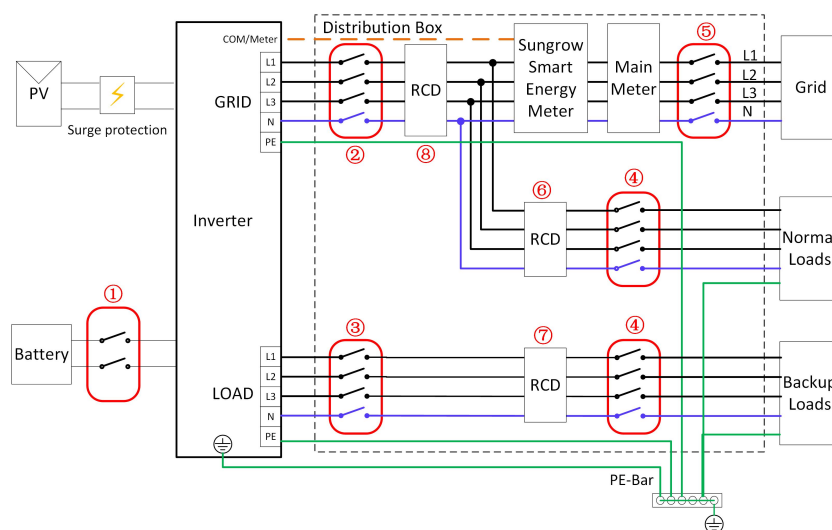 Distribution Box
⑤
COM/Meter
L1
L2
L3
N
PE
GRID
RCD
Sungrow
Smart
Energy
Meter
Main
Meter
L1
L2
L3
N
Grid
PV
Surge protection
②
⑧
⑥
④
RCD
Norma
Loads
Inverter
①
Battery
③
⑦
④
L1
L2
L3
N
PE
LOAD
RCD
Backup
Loads
PE-Bar